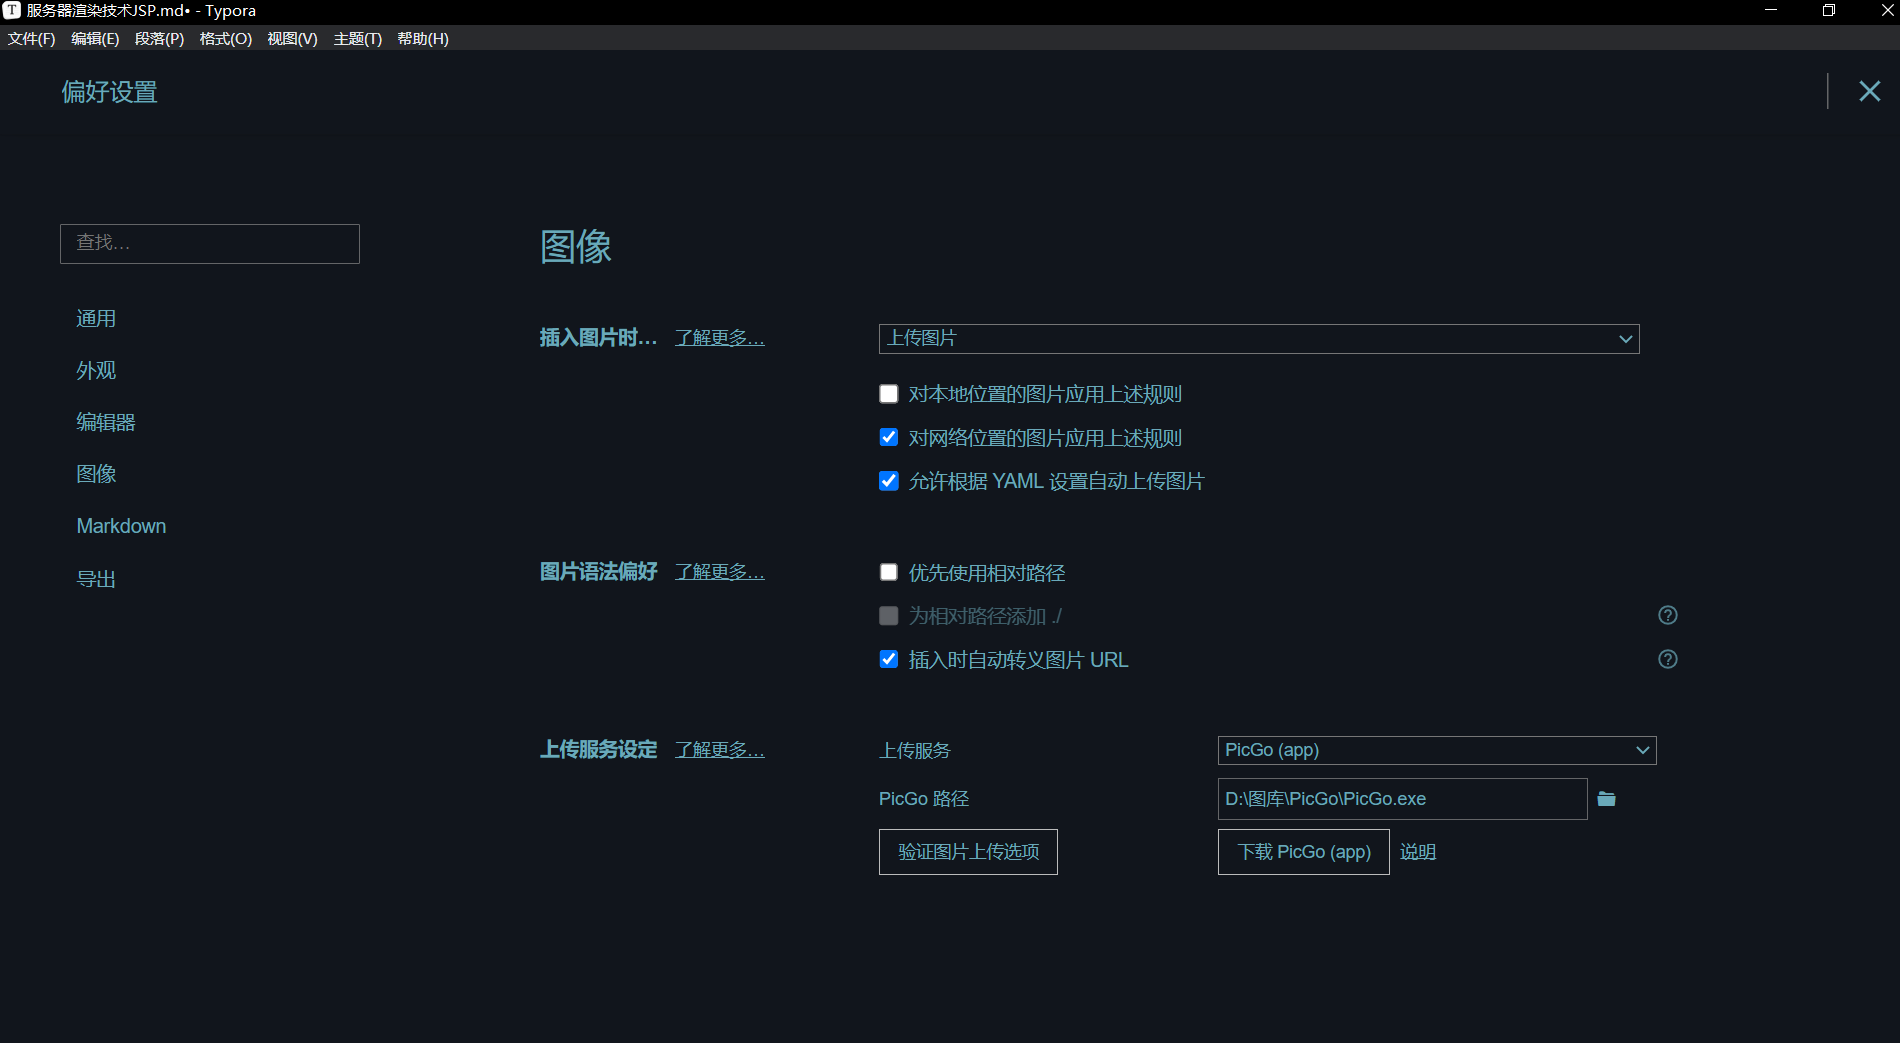 服务器渲染技术JSP.md• - Typora
文件(F) 编辑(E) 段落(P) 格式(O) 视图(V) 主题(T) 帮助(H)
偏好设置
查找…
通用
外观
编辑器
图像
Markdown
导出
图像
插入图片时… 了解更多… 上传图片
对本地位置的图片应用上述规则
对网络位置的图片应用上述规则
允许根据 YAML 设置自动上传图片
图片语法偏好 了解更多… 优先使用相对路径
为相对路径添加 ./
插入时自动转义图片 URL
上传服务设定 了解更多… 上传服务 PicGo (app)
PicGo 路径 D:\图库\PicGo\PicGo.exe
验证图片上传选项 下载 PicGo (app) 说明